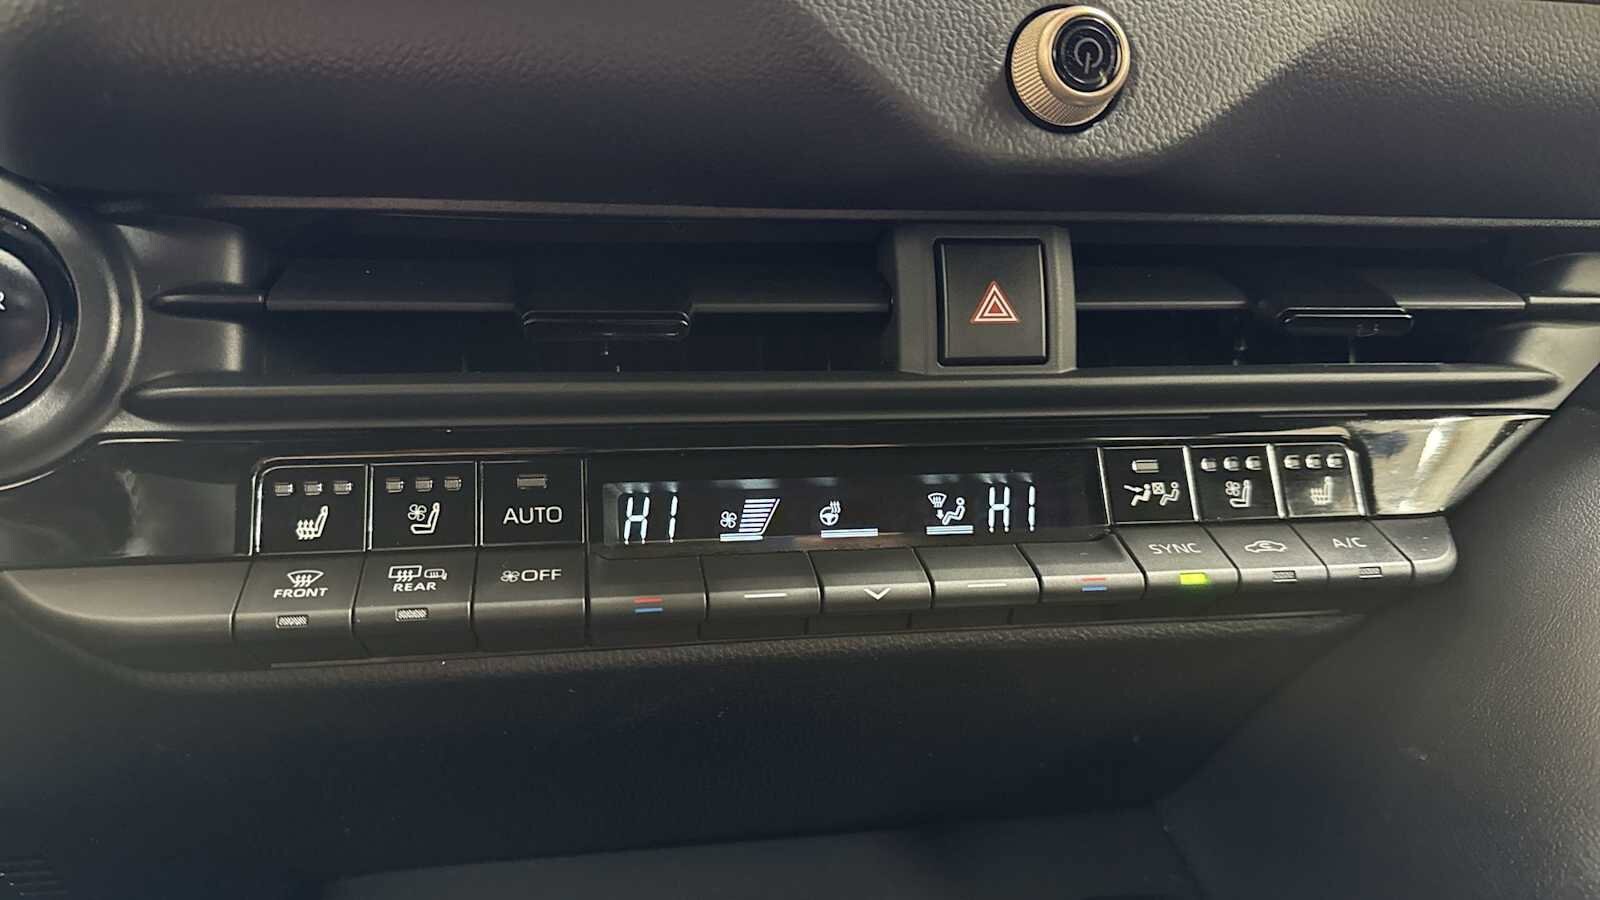 R
AUTO
HI
HI
FRONT
REAR
OFF
SYNC
A/C